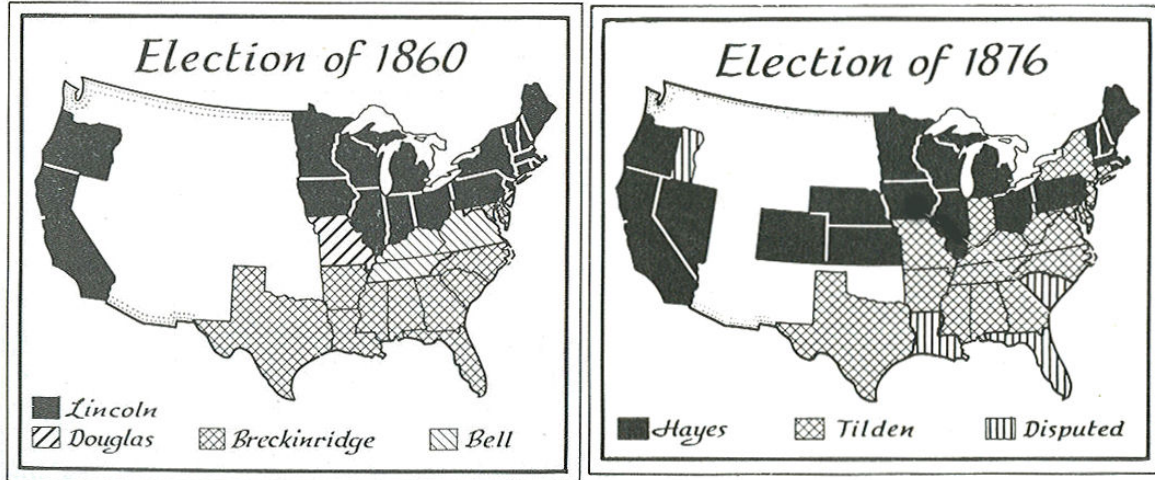 Election of 1860
Lincoln
Douglas
Breckinridge
Bell
Election of 1876
Hayes
Tilden
Disputed